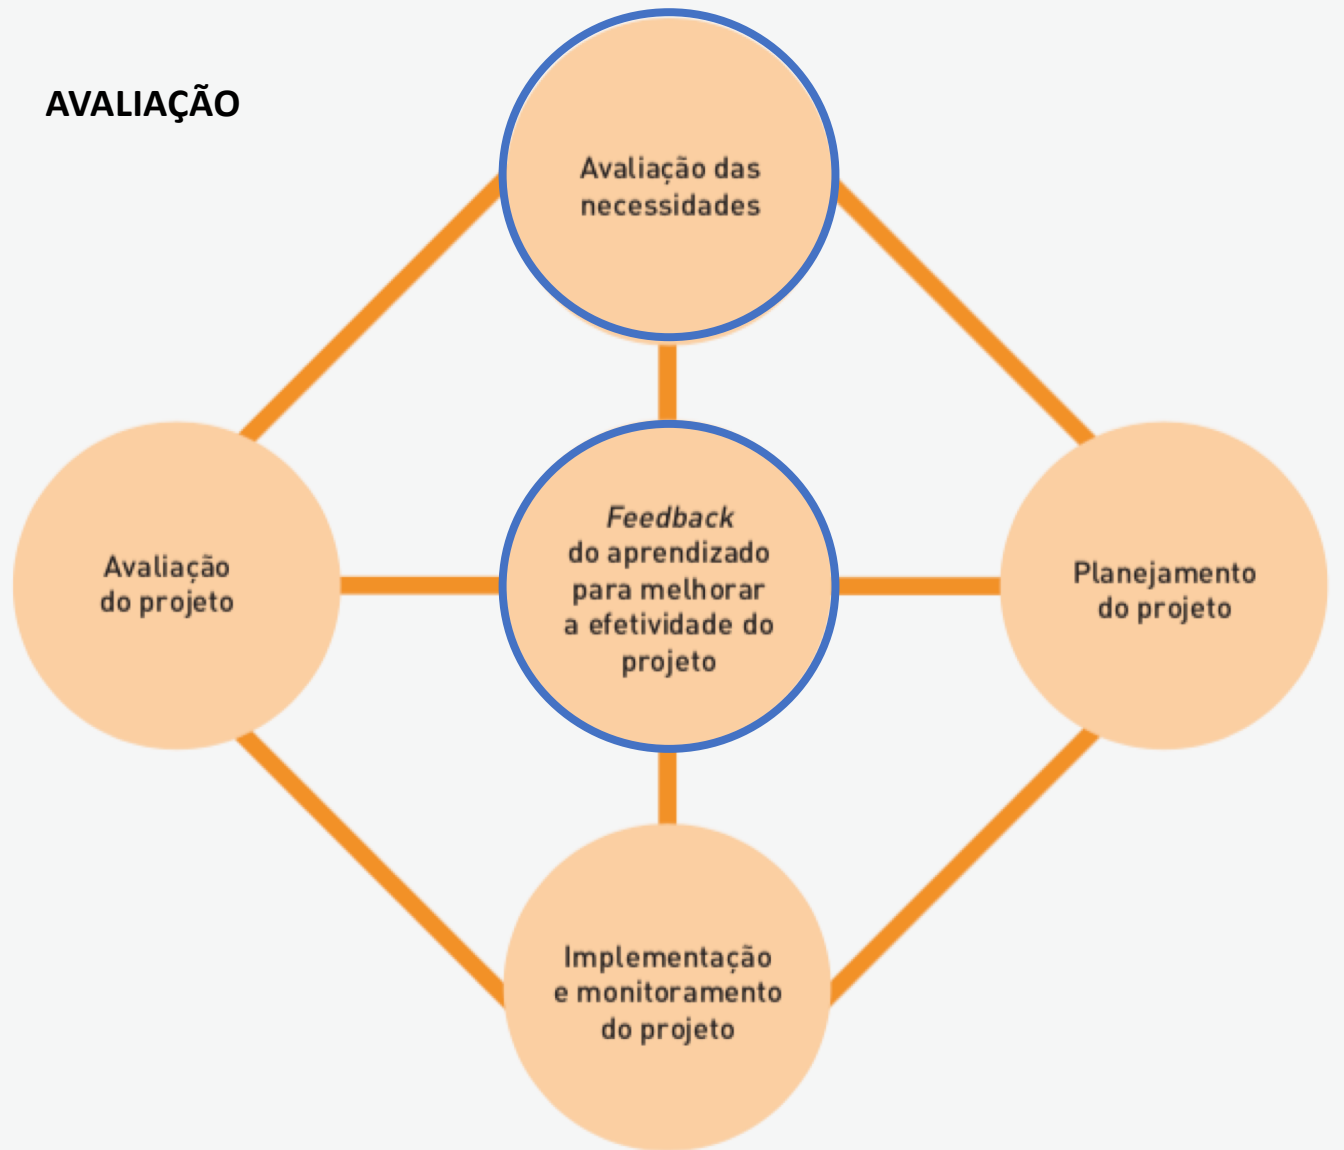 AVALIAÇÃO
Avaliação das
necessidades
Avaliação
do projeto
Feedback
do aprendizado
para melhorar
a efetividade do
projeto
Planejamento
do projeto
Implementação
e monitoramento
do projeto